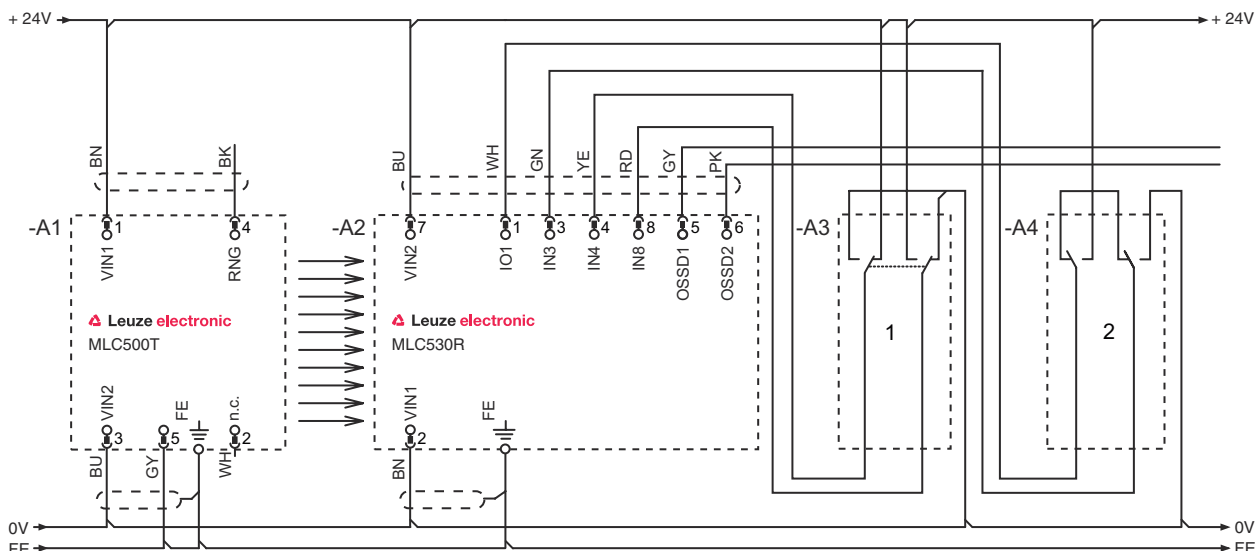 + 24V
+ 24V
BN
BK
BU
WH
GN
YE
RD
GY
PK
-A1
1
4
-A2
7
1
3
4
8
5
6
-A3
-A4
VIN1
RNG
VIN2
IO1
IN3
IN4
IN8
OSSD1
OSSD2
Leuze electronic
MLC500T
Leuze electronic
MLC530R
1
2
VIN2
FE
n.c.
VIN1
FE
3
5
2
2
BU
GY
WH
BN
0V
0V
FE
FE